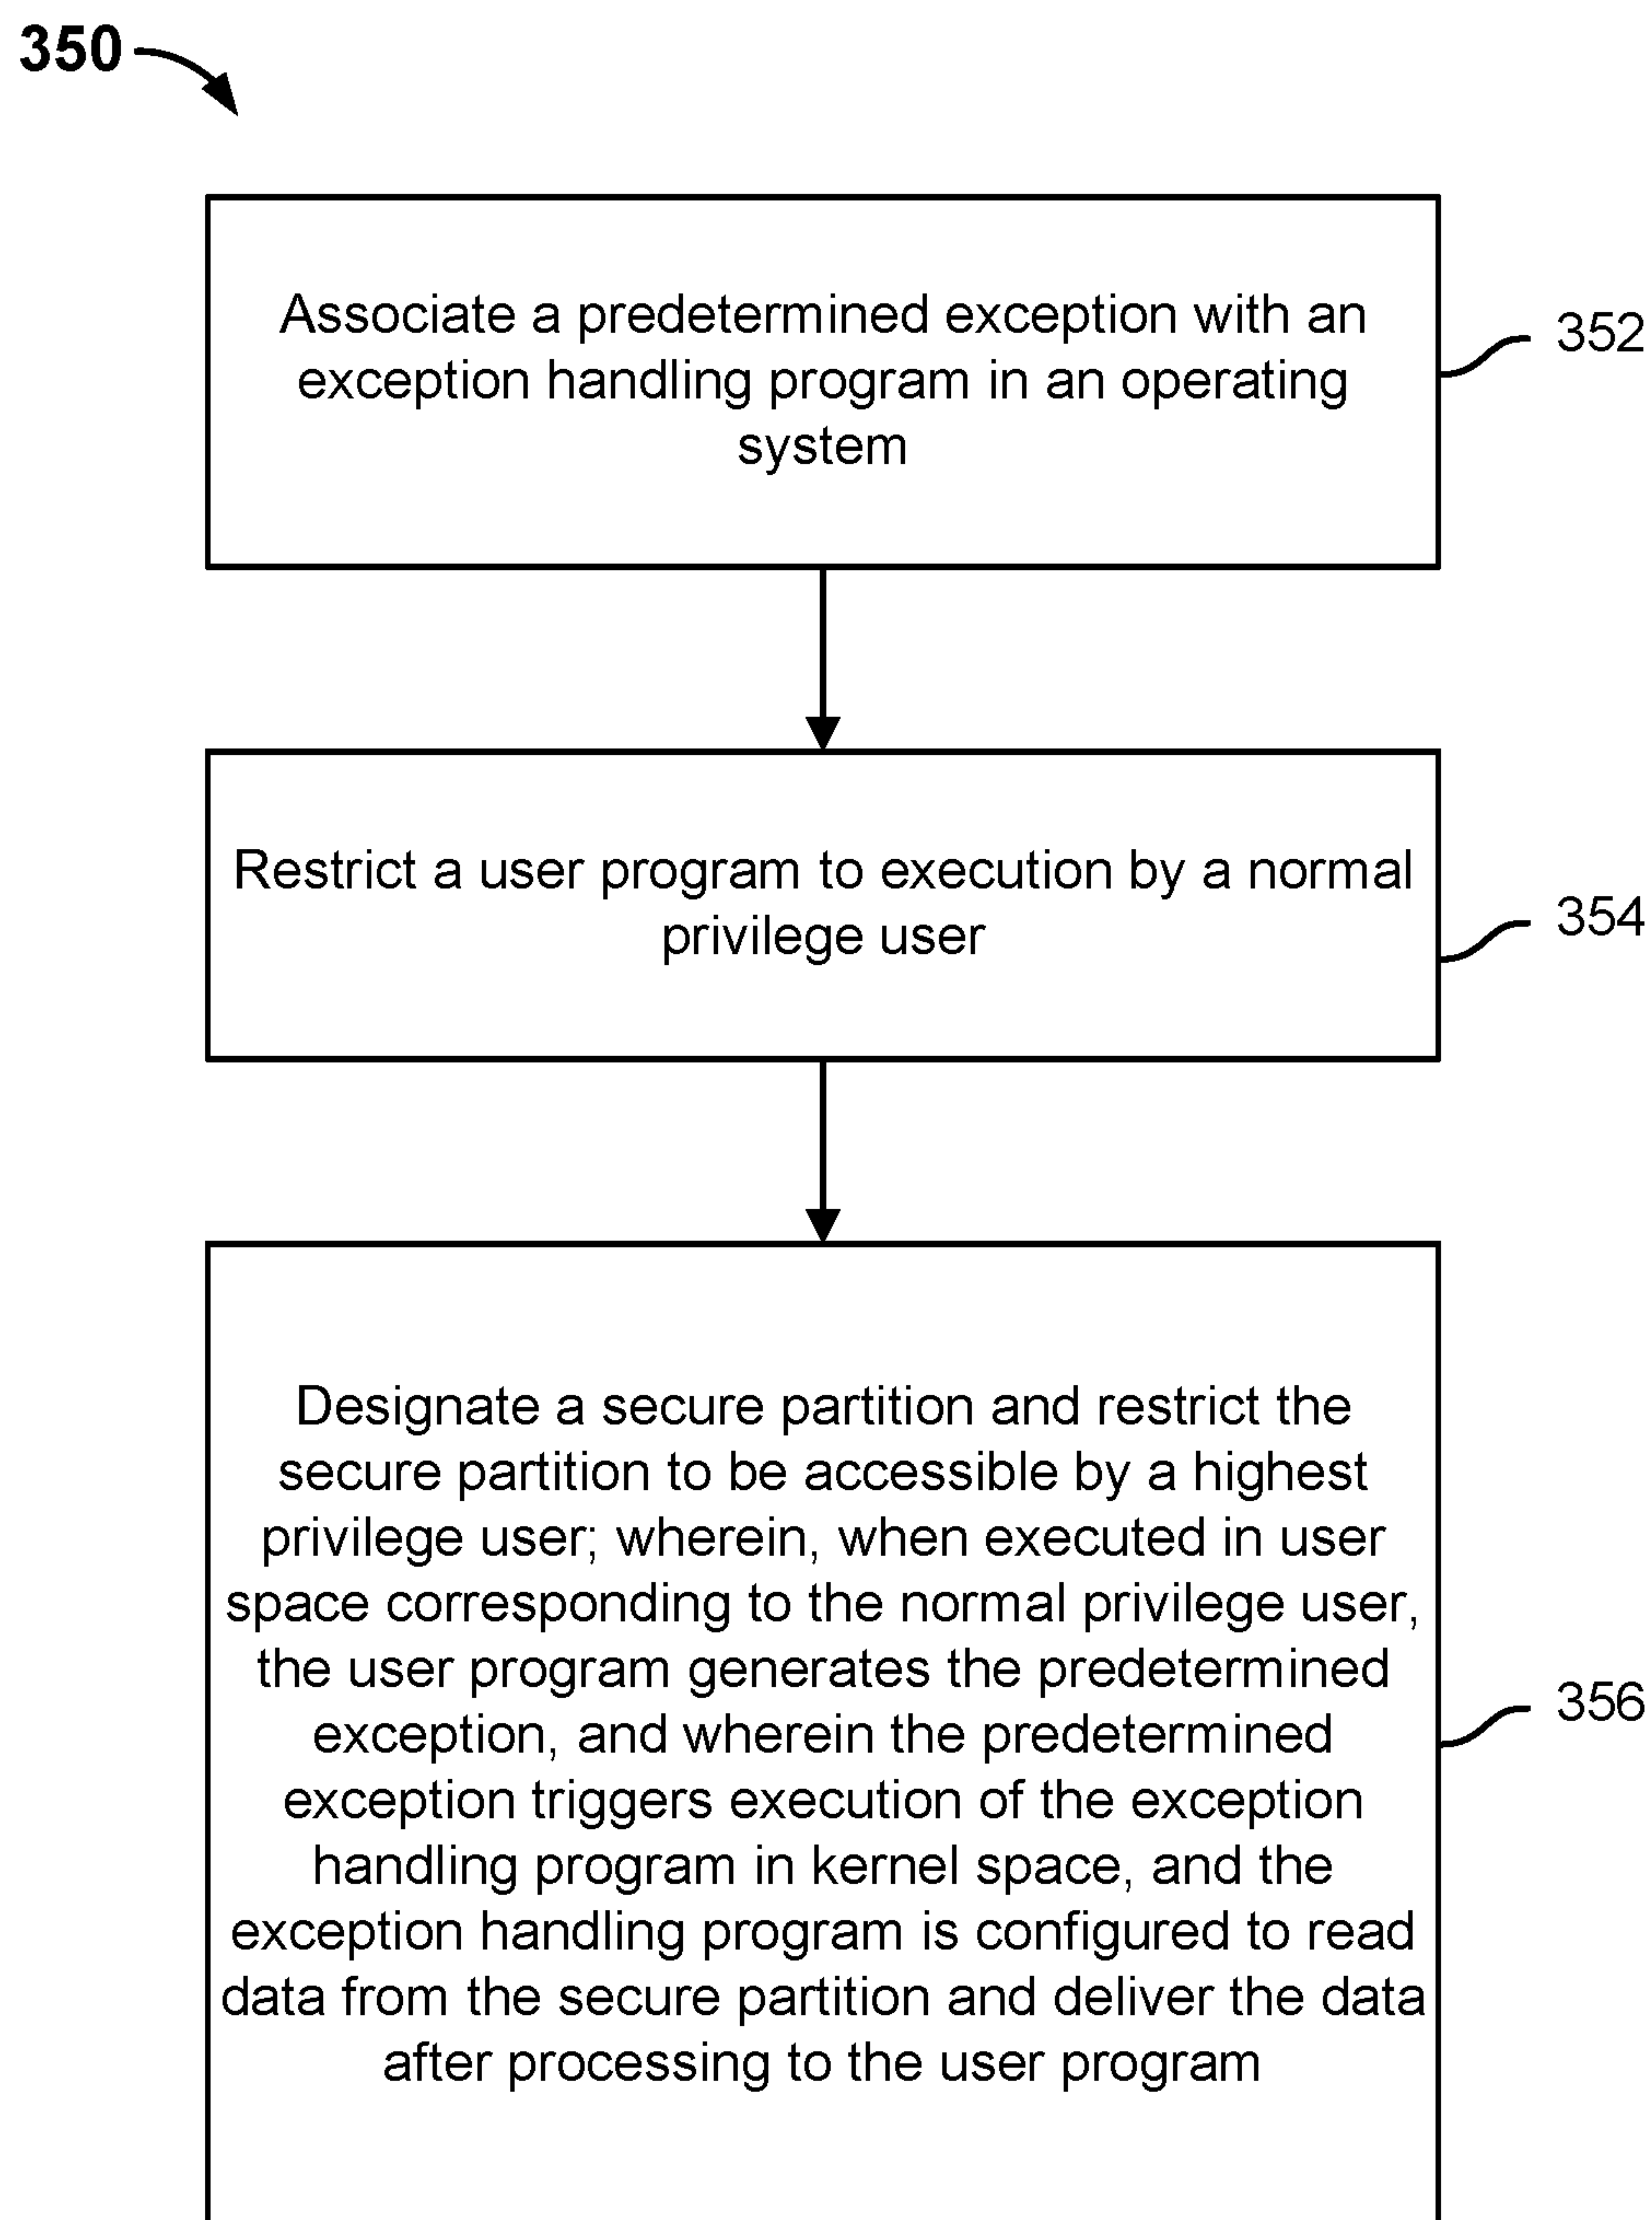 350
Associate a predetermined exception with an
exception handling program in an operating
system
352
Restrict a user program to execution by a normal
privilege user
354
Designate a secure partition and restrict the
secure partition to be accessible by a highest
privilege user; wherein, when executed in user
space corresponding to the normal privilege user,
the user program generates the predetermined
exception, and wherein the predetermined
exception triggers execution of the exception
handling program in kernel space, and the
exception handling program is configured to read
data from the secure partition and deliver the data
after processing to the user program
356